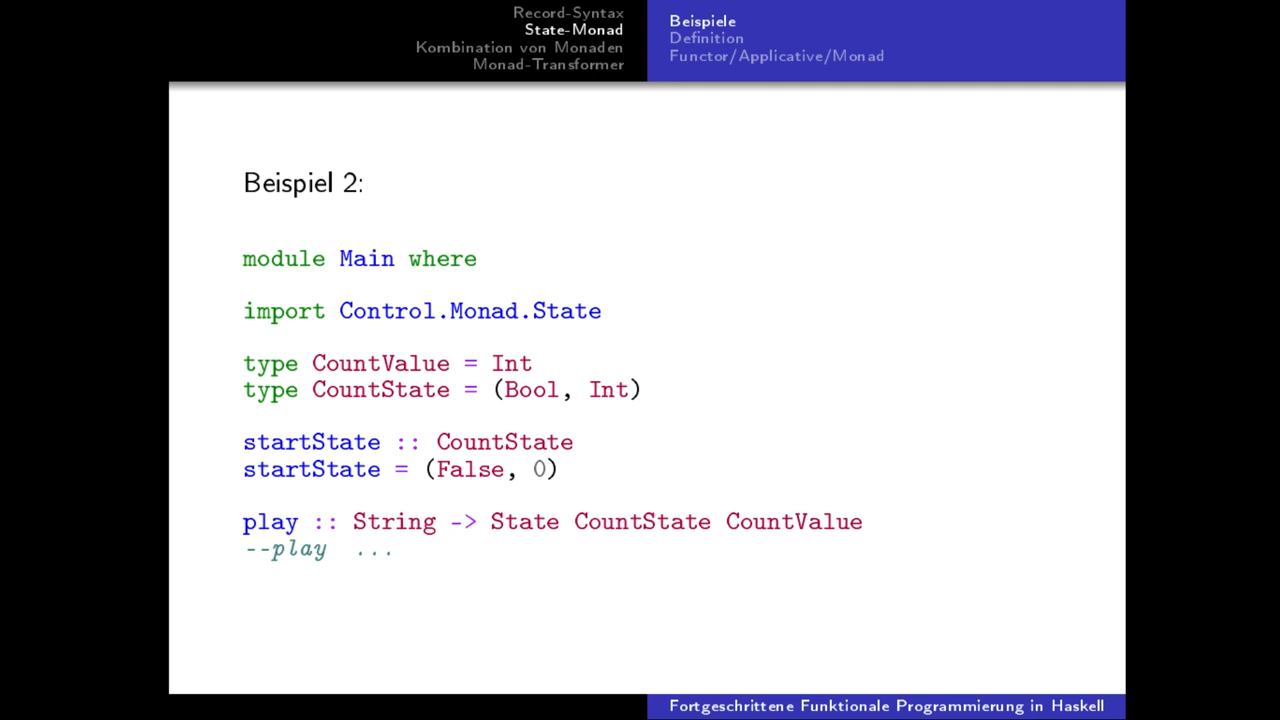 Record-Syntax
State-Monad
Kombination von Monaden
Monad-Transformer
Beispiele
Definition
Functor/Applicative/Monad
Beispiel 2:
module Main where
import Control.Monad.State
type CountValue = Int
type CountState = (Bool, Int)
startState :: CountState
startState = (False, 0)
play :: String -> State CountState CountValue
--play ...
Fortgeschrittene Funktionale Programmierung in Haskell